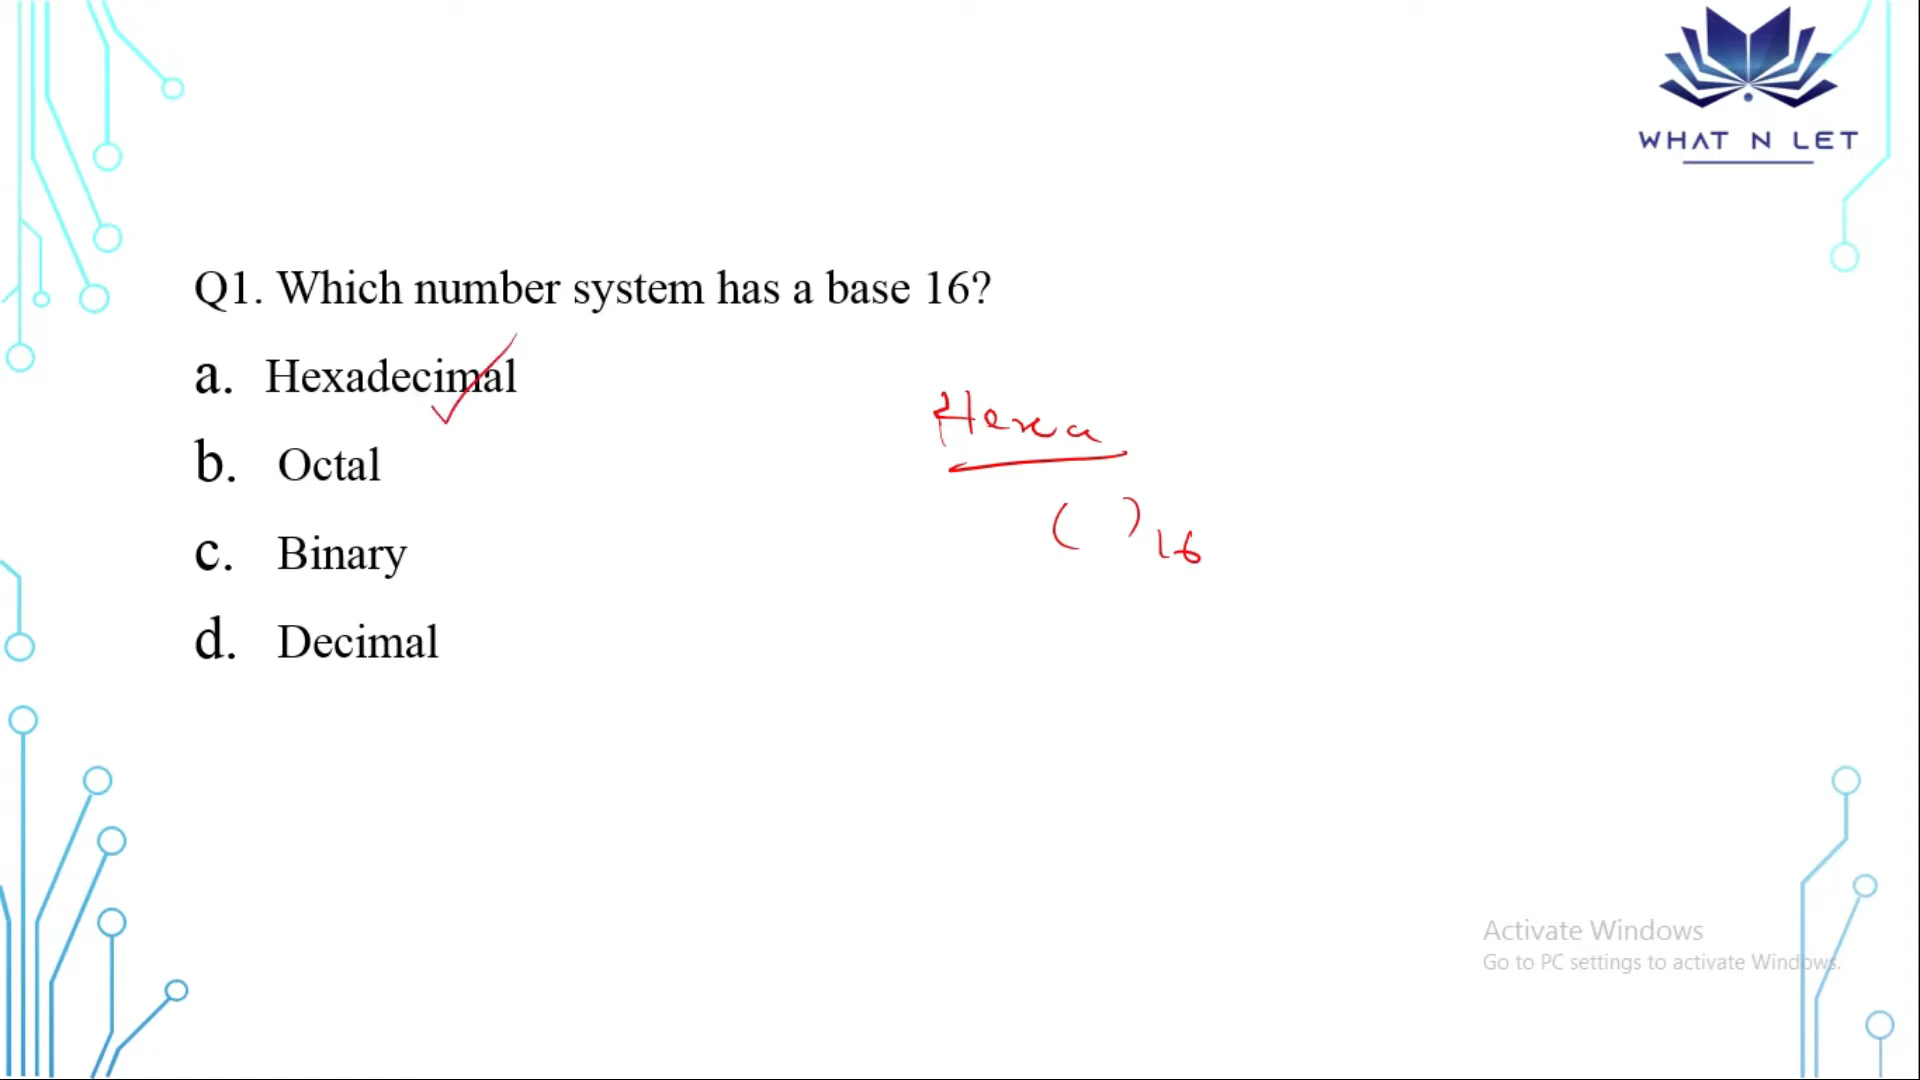 WHAT N LET
Q1. Which number system has a base 16?
a. Hexadecimal
b. Octal
c. Binary
d. Decimal
Hexa
( )16
Activate Windows
Go to PC settings to activate Windows.